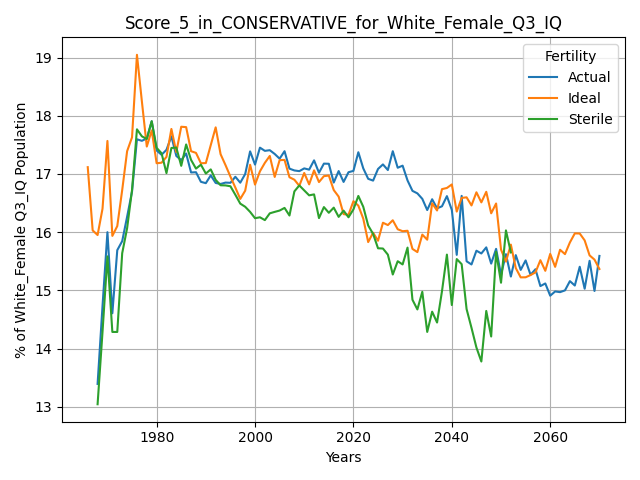 Score_5_in_CONSERVATIVE_for_White_Female_Q3_IQ
% of White_Female Q3_IQ Population
19
18
17
16
15
14
13
Fertility
Actual
Ideal
Sterile
1980
2000
2020
2040
2060
Years